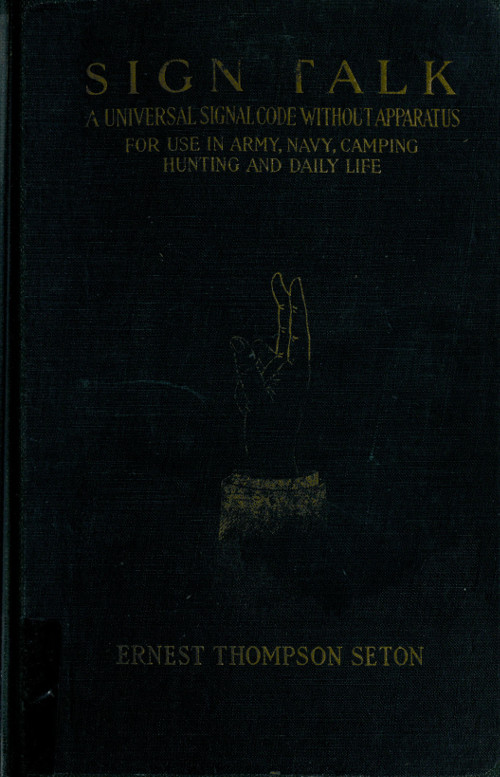 SIGN TALK
A UNIVERSAL SIGNAL CODE WITHOUT APPARATUS
FOR USE IN ARMY, NAVY, CAMPING
HUNTING AND DAILY LIFE
ERNEST THOMPSON SETON